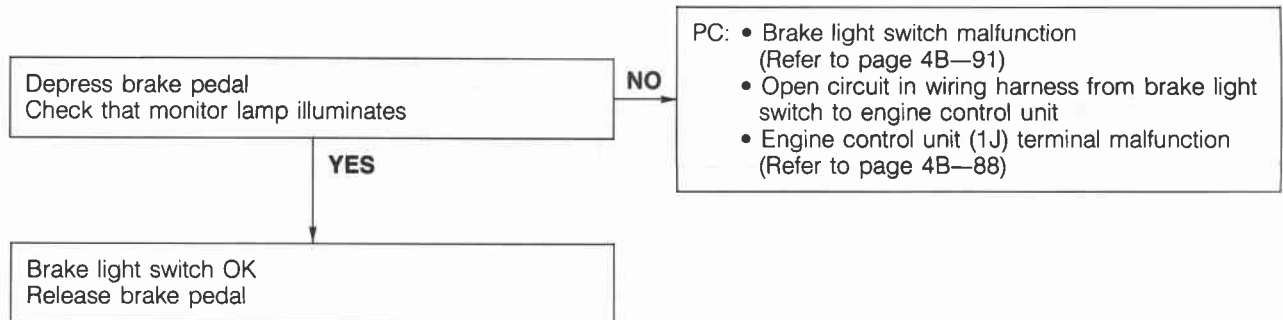 Depress brake pedal
Check that monitor lamp illuminates
NO
PC: • Brake light switch malfunction
(Refer to page 4B—91)
• Open circuit in wiring harness from brake light
switch to engine control unit
• Engine control unit (1J) terminal malfunction
(Refer to page 4B—88)
YES
Brake light switch OK
Release brake pedal